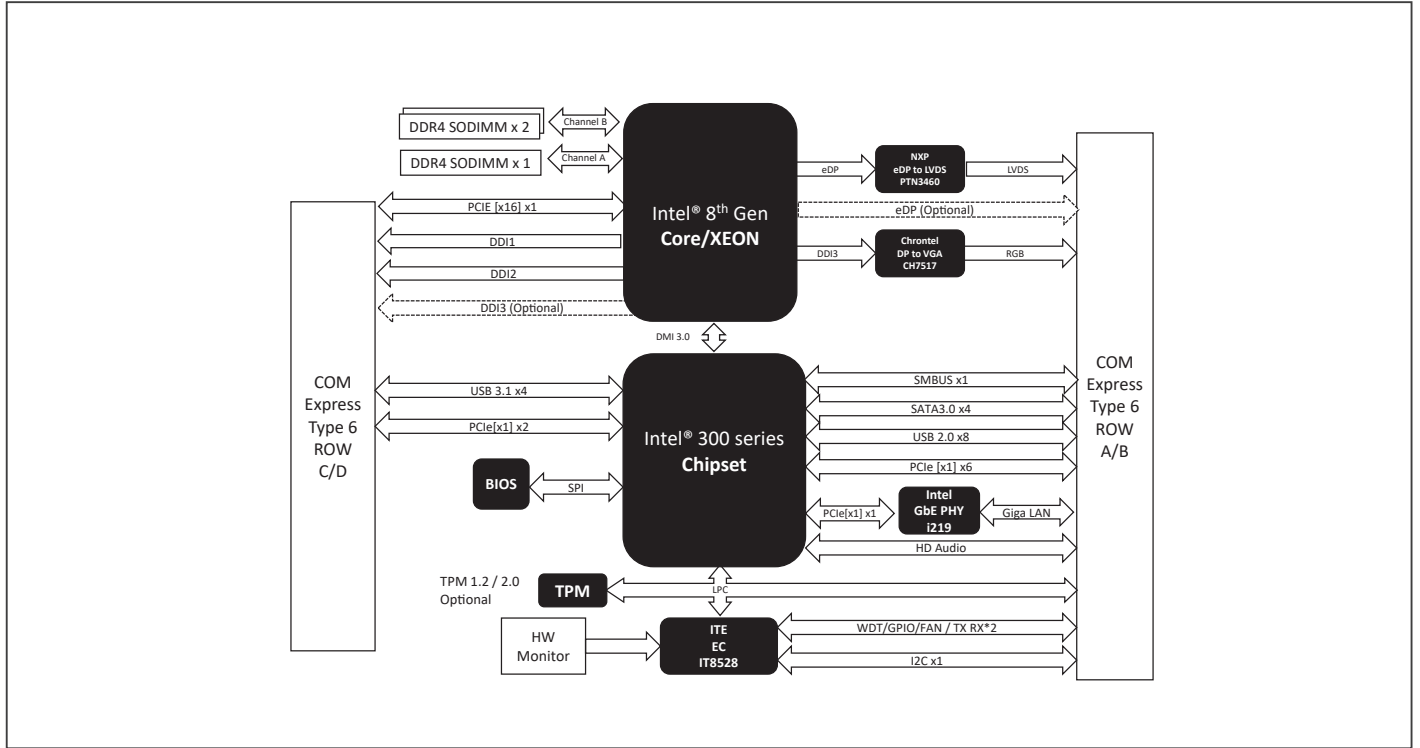 DDR4 SODIMM x 2
Channel B
DDR4 SODIMM x 1
Channel A
PCIE [x16] x1
DDI1
DDI2
DDI3 (Optional)
Intel® 8th Gen
Core/XEON
eDP
NXP
eDP to LVDS
PTN3460
LVDS
eDP (Optional)
DDI3
Chrontel
DP to VGA
CH7517
RGB
DMI 3.0
COM
Express
Type 6
ROW
C/D
USB 3.1 x4
PCIe[x1] x2
BIOS
SPI
Intel® 300 series
Chipset
SMBUS x1
SATA3.0 x4
USB 2.0 x8
PCIe [x1] x6
PCIe[x1] x1
Intel
GbE PHY
i219
Giga LAN
HD Audio
COM
Express
Type 6
ROW
A/B
TPM 1.2 / 2.0
Optional
TPM
LPC
HW
Monitor
ITE
EC
IT8528
WDT/GPIO/FAN / TX RX*2
I2C x1